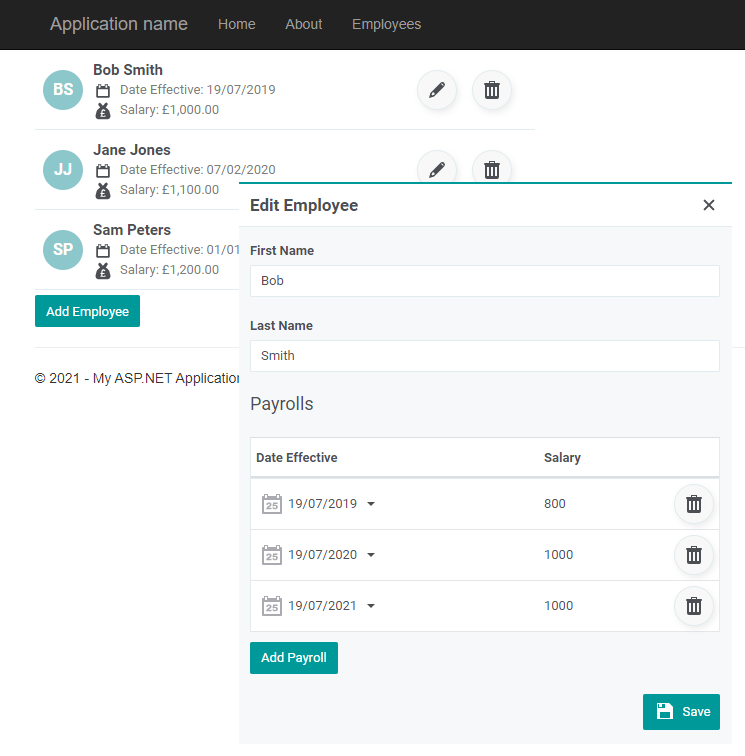 Application name Home About Employees
BS
Bob Smith
Date Effective: 19/07/2019
Salary: £1,000.00
JJ
Jane Jones
Date Effective: 07/02/2020
Salary: £1,100.00
SP
Sam Peters
Date Effective: 01/01
Salary: £1,200.00
Add Employee
© 2021 - My ASP.NET Application
Edit Employee
First Name
Bob
Last Name
Smith
Payrolls
Date Effective Salary
25 19/07/2019 800
25 19/07/2020 1000
25 19/07/2021 1000
Add Payroll
Save